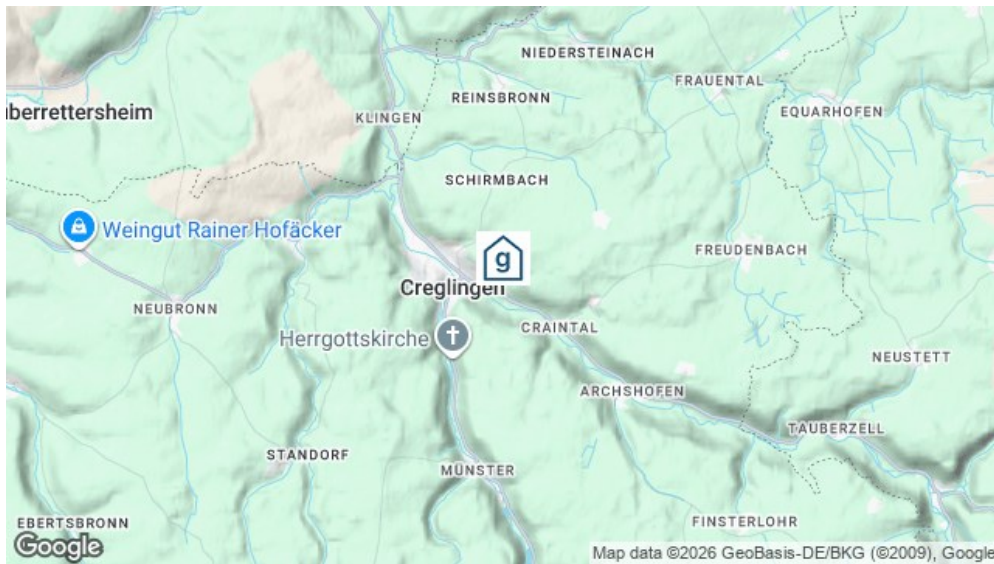 NIEDERSTEINACH
FRAUENTAL
REINSBRONN
berrettersheim
KLINGEN
EQUARHOFEN
SCHIRMBACH
Weingut Rainer Hofäcker
g
FREUDENBACH
Creglingen
NEUBRONN
Herrgottskirche
CRAINTAL
NEUSTETT
ARCHSHOFEN
TAUBERZELL
STANDORF
MÜNSTER
EBERTSBRONN
FINSTERLOHR
Google
Map data ©2026 GeoBasis-DE/BKG (©2009), Google